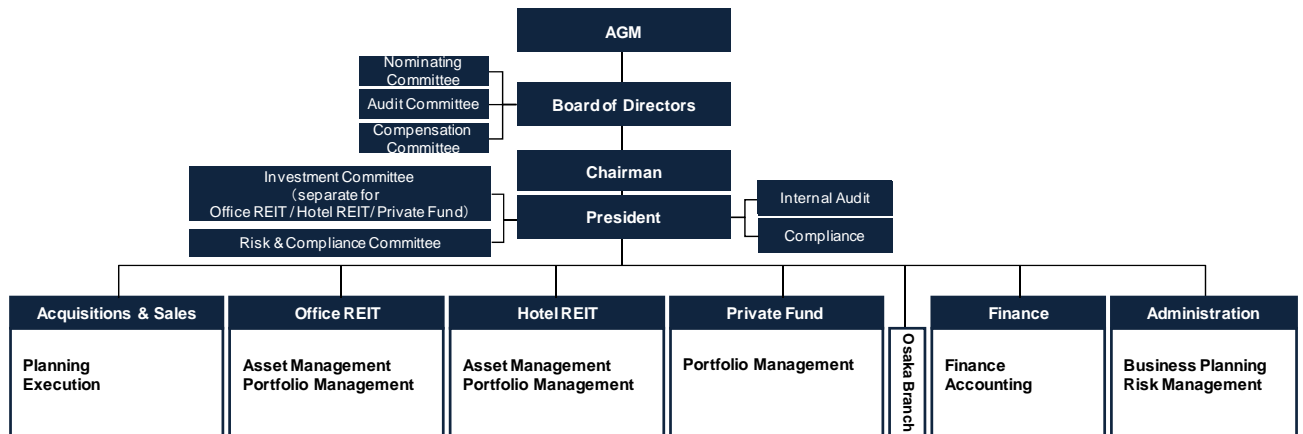 AGM
Nominating
Committee
Audit Committee
Compensation
Committee
Board of Directors
Chairman
Investment Committee
（separate for
Office REIT / Hotel REIT/ Private Fund）
Risk & Compliance Committee
President
Internal Audit
Compliance
Acquisitions & Sales
Planning
Execution
Office REIT
Asset Management
Portfolio Management
Hotel REIT
Asset Management
Portfolio Management
Private Fund
Portfolio Management
Osaka Branch
Finance
Finance
Accounting
Administration
Business Planning
Risk Management